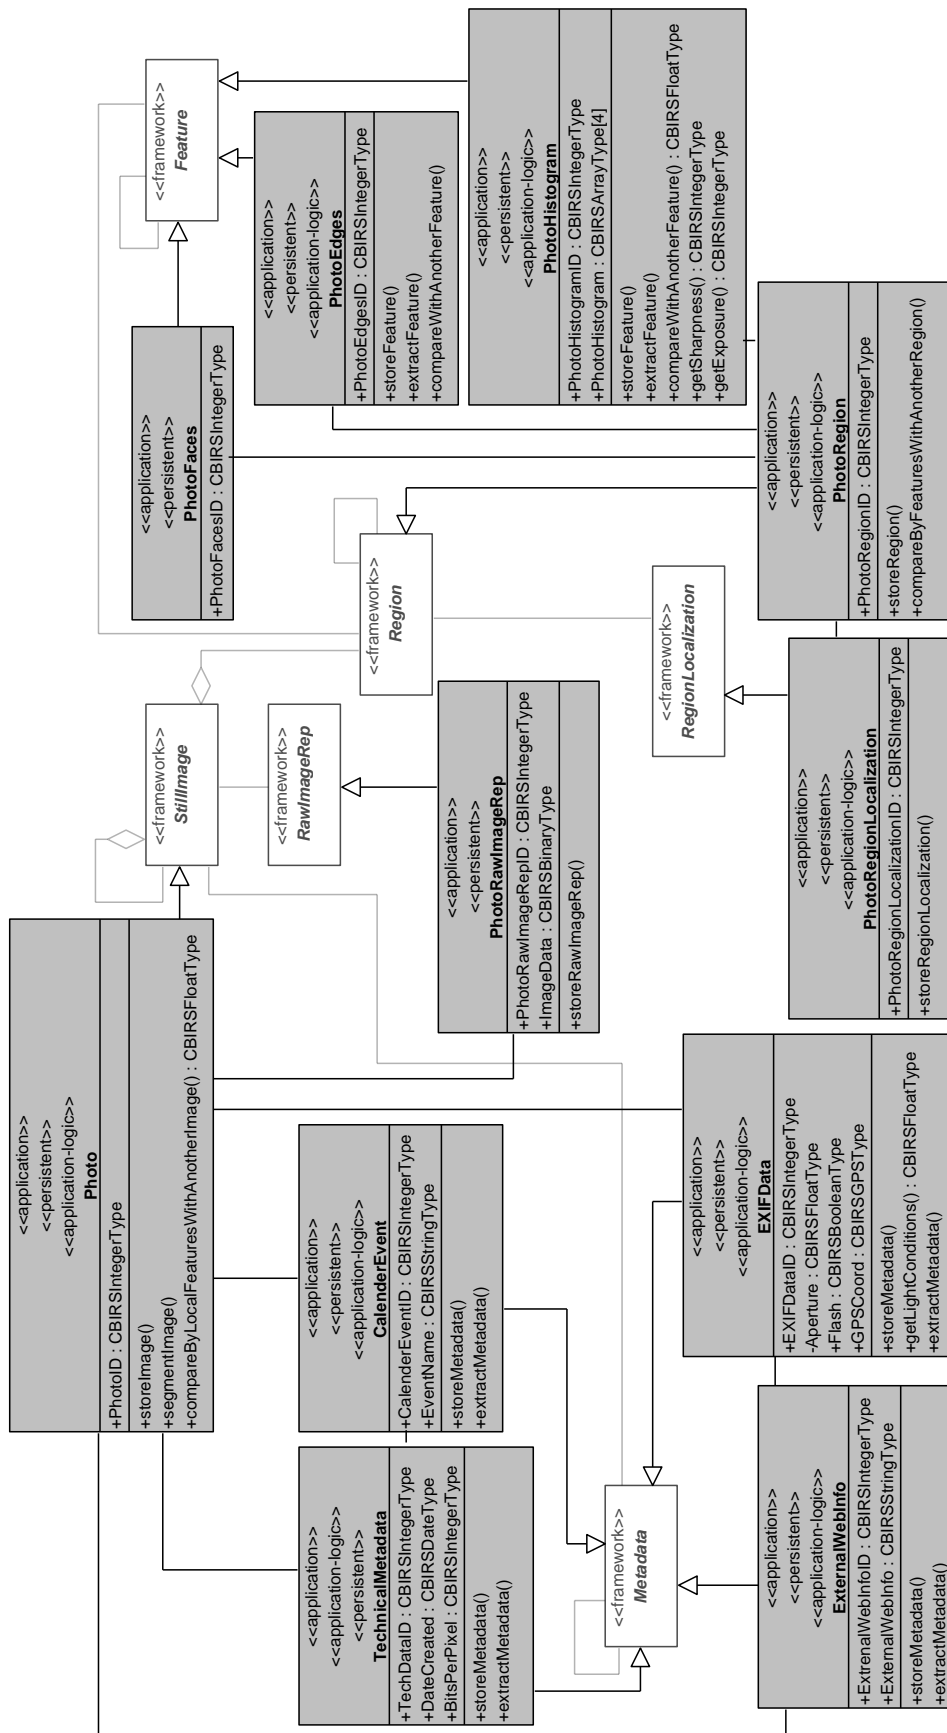 <<application>>
<<persistent>>
<<application-logic>>
Photo
+PhotoID : CBIRSIntegerType
+storeImage()
+segmentImage()
+compareByLocalFeaturesWithAnotherImage() : CBIRSFloatType
<<framework>>
StillImage
<<application>>
<<persistent>>
PhotoFaces
+PhotoFacesID : CBIRSIntegerType
<<framework>>
Feature
<<application>>
<<application-logic>>
<<persistent>>
TechnicalMetadata
+TechDataID : CBIRSIntegerType
+DateCreated : CBIRSDateType
+BitsPerPixel : CBIRSIntegerType
+storeMetadata()
+extractMetadata()
<<application>>
<<persistent>>
<<application-logic>>
CalenderEvent
+CalenderEventID : CBIRSIntegerType
+EventName : CBIRSStringType
+storeMetadata()
+extractMetadata()
<<framework>>
RawImageRep
<<application>>
<<persistent>>
<<application-logic>>
PhotoEdges
+PhotoEdgesID : CBIRSIntegerType
+storeFeature()
+extractFeature()
+compareWithAnotherFeature()
<<application>>
<<persistent>>
PhotoRawImageRep
+PhotoRawImageRepID : CBIRSIntegerType
+ImageData : CBIRSBinaryType
+storeRawImageRep()
<<framework>>
Region
<<application>>
<<persistent>>
<<application-logic>>
PhotoHistogram
+PhotoHistogramID : CBIRSIntegerType
+PhotoHistogram : CBIRSArrayType[4]
+storeFeature()
+extractFeature()
+compareWithAnotherFeature() : CBIRSFloatType
+getSharpness() : CBIRSIntegerType
+getExposure() : CBIRSIntegerType
<<framework>>
Metadata
<<application>>
<<persistent>>
<<application-logic>>
EXIFData
+EXIFDataID : CBIRSIntegerType
-Aperture : CBIRSFloatType
+Flash : CBIRSBooleanType
+GPSCoord : CBIRSGPSType
+storeMetadata()
+getLightConditions() : CBIRSFloatType
+extractMetadata()
<<framework>>
RegionLocalization
<<application>>
<<persistent>>
<<application-logic>>
ExternalWebInfo
+ExtrenalWebInfoID : CBIRSIntegerType
+ExternalWebInfo : CBIRSStringType
+storeMetadata()
+extractMetadata()
<<application>>
<<persistent>>
<<application-logic>>
PhotoRegionLocalization
+PhotoRegionLocalizationID : CBIRSIntegerType
+storeRegionLocalization()
<<application>>
<<persistent>>
<<application-logic>>
PhotoRegion
+PhotoRegionID : CBIRSIntegerType
+storeRegion()
+compareByFeaturesWithAnotherRegion()